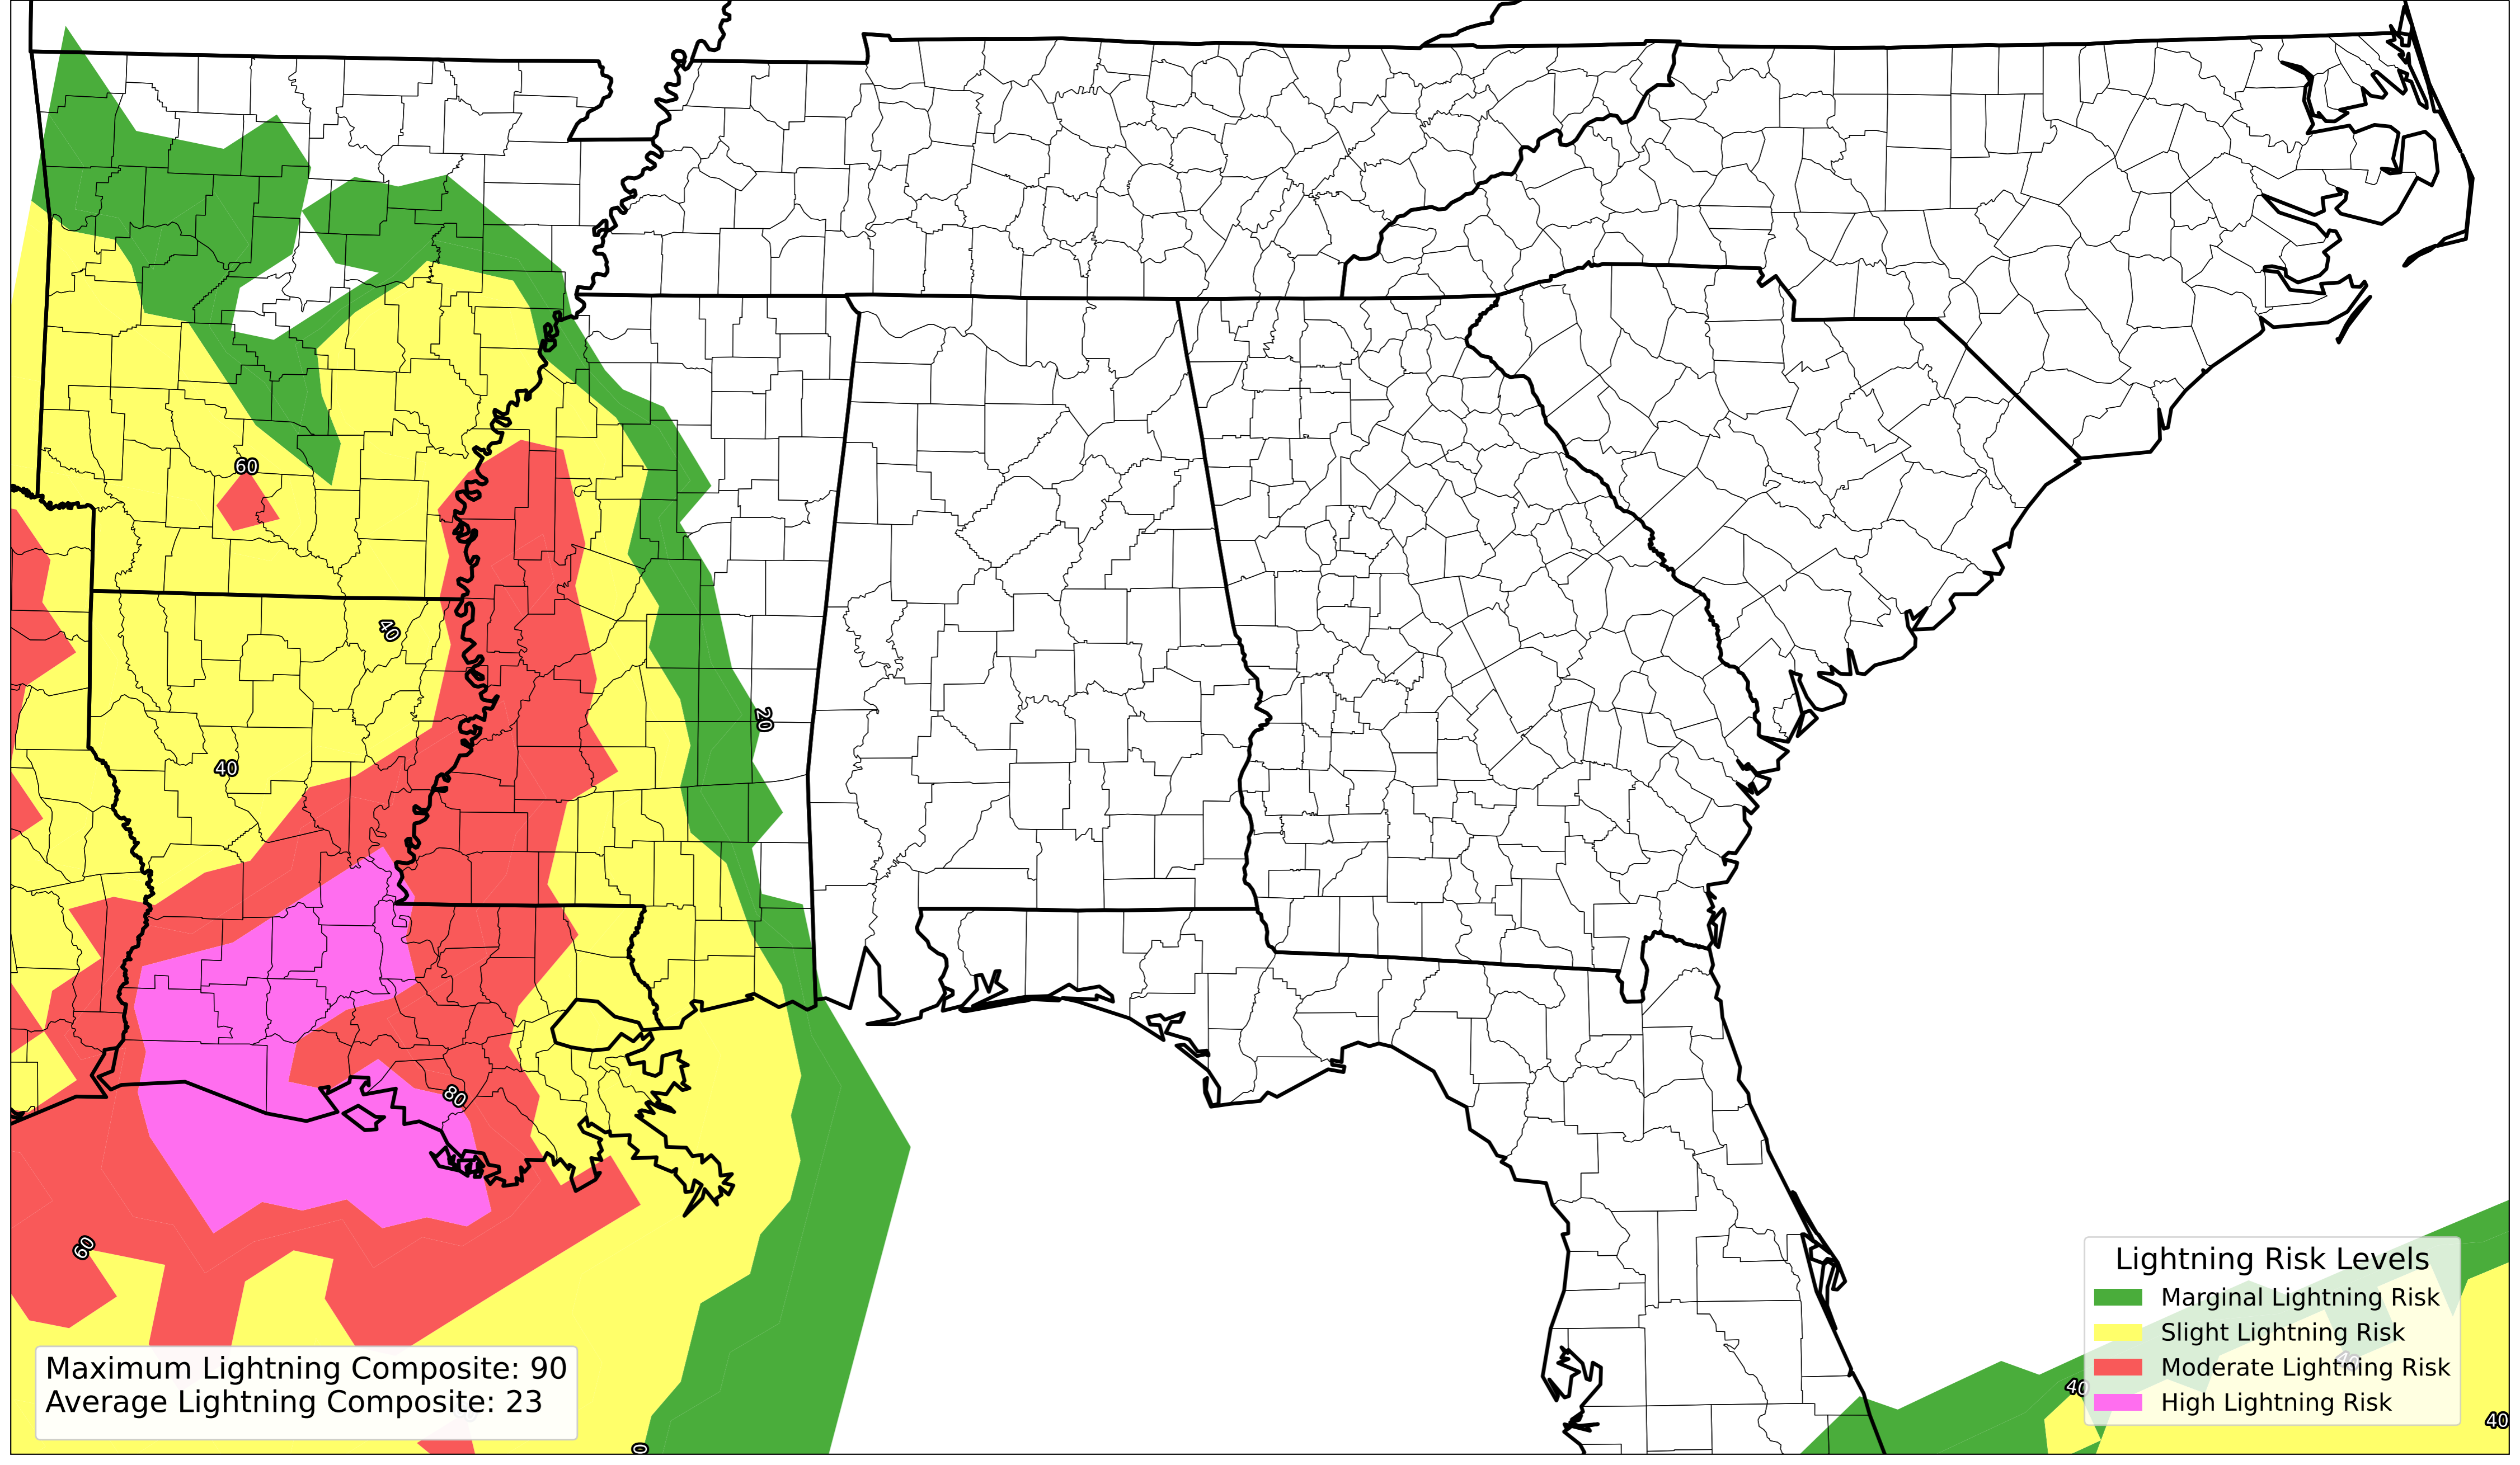 60
40
40
20
80
60
Lightning Risk Levels
Marginal Lightning Risk
Slight Lightning Risk
Moderate Lightning Risk
High Lightning Risk
Maximum Lightning Composite: 90
Average Lightning Composite: 23
40
40
40